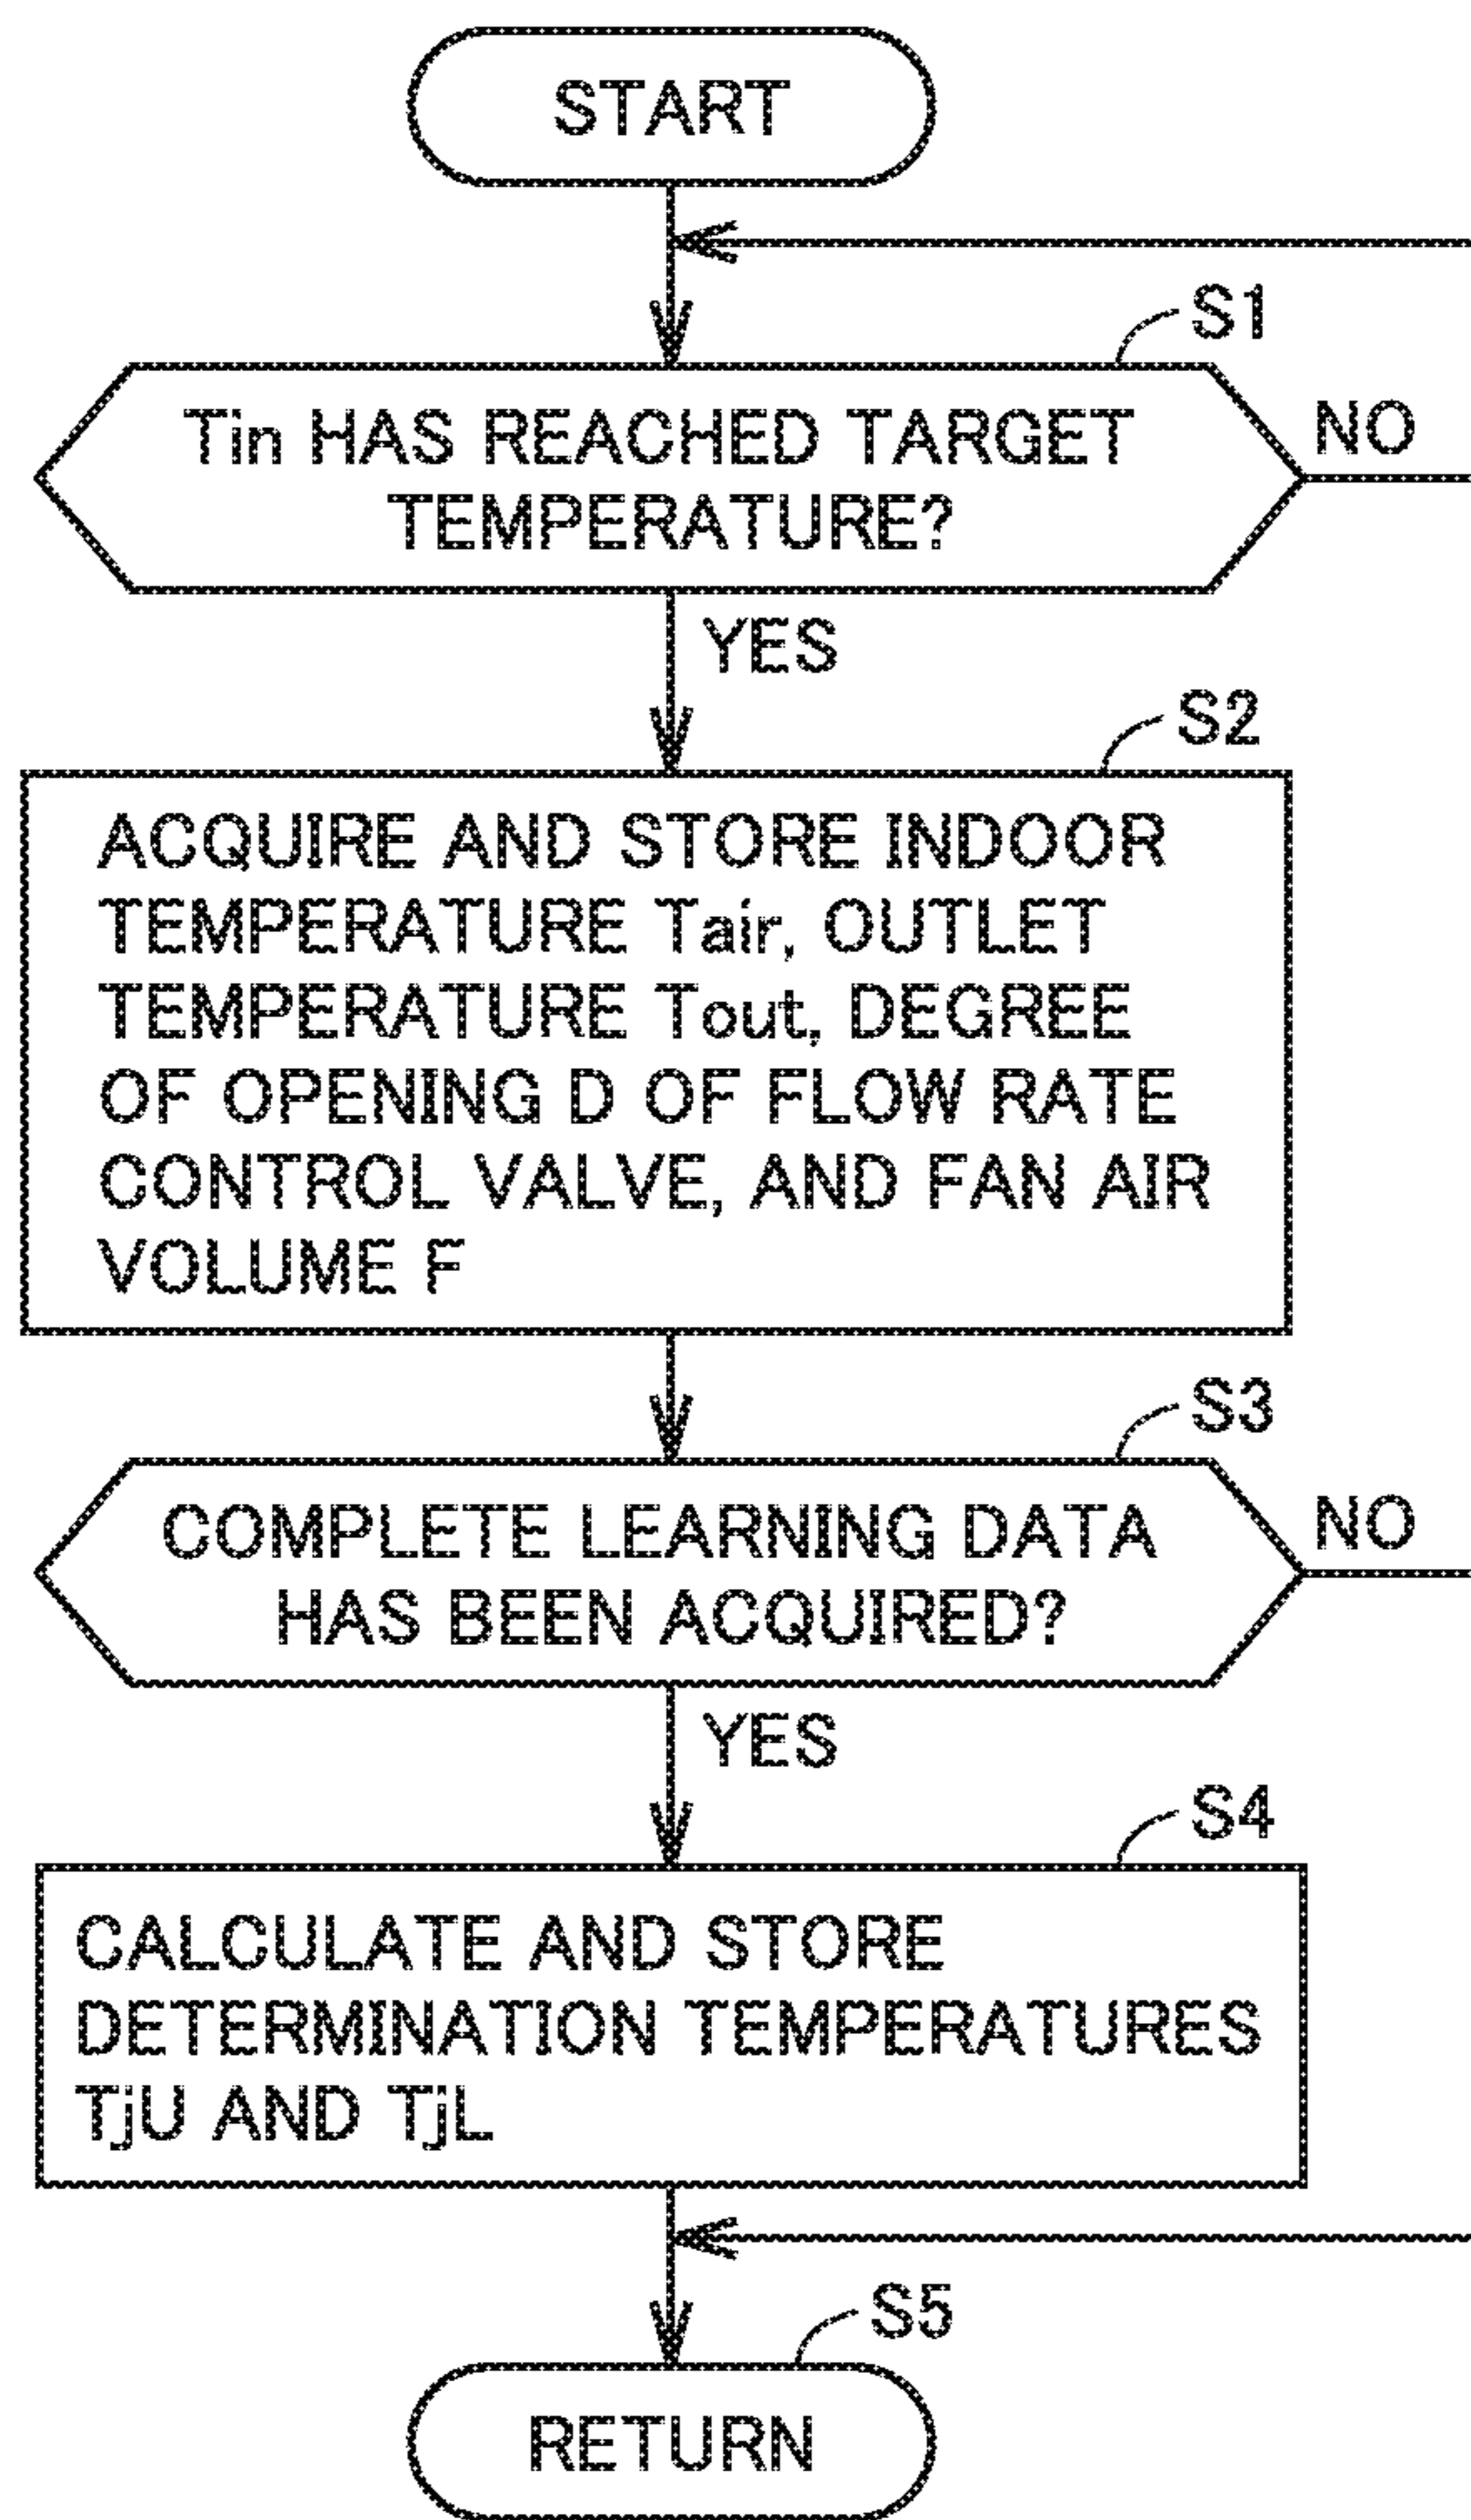 START
S1
Tin HAS REACHED TARGET
TEMPERATURE?
NO
YES
S2
ACQUIRE AND STORE INDOOR
TEMPERATURE Tair, OUTLET
TEMPERATURE Tout, DEGREE
OF OPENING D OF FLOW RATE
CONTROL VALVE, AND FAN AIR
VOLUME F
S3
COMPLETE LEARNING DATA
HAS BEEN ACQUIRED?
NO
YES
S4
CALCULATE AND STORE
DETERMINATION TEMPERATURES
TjU AND TjL
S5
RETURN